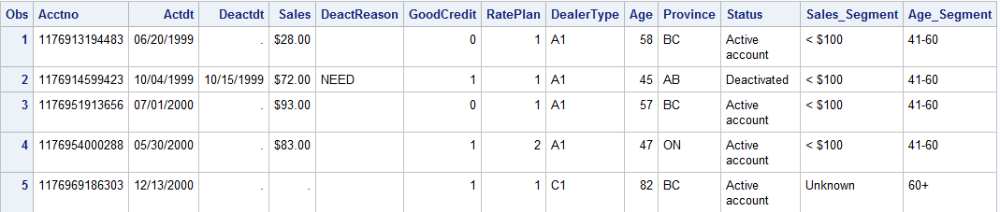 Obs Acctno Actdt Deactdt Sales DeactReason GoodCredit RatePlan DealerType Age Province Status Sales_Segment Age_Segment
1 1176913194483 06/20/1999 . $28.00 0 1 A1 58 BC Active < $100 41-60
account
2 1176914599423 10/04/1999 10/15/1999 $72.00 NEED 1 1 A1 45 AB Deactivated < $100 41-60
3 1176951913656 07/01/2000 . $93.00 0 1 A1 57 BC Active < $100 41-60
account
4 1176954000288 05/30/2000 . $83.00 1 2 A1 47 ON Active < $100 41-60
account
5 1176969186303 12/13/2000 . . 1 1 C1 82 BC Active Unknown 60+
account